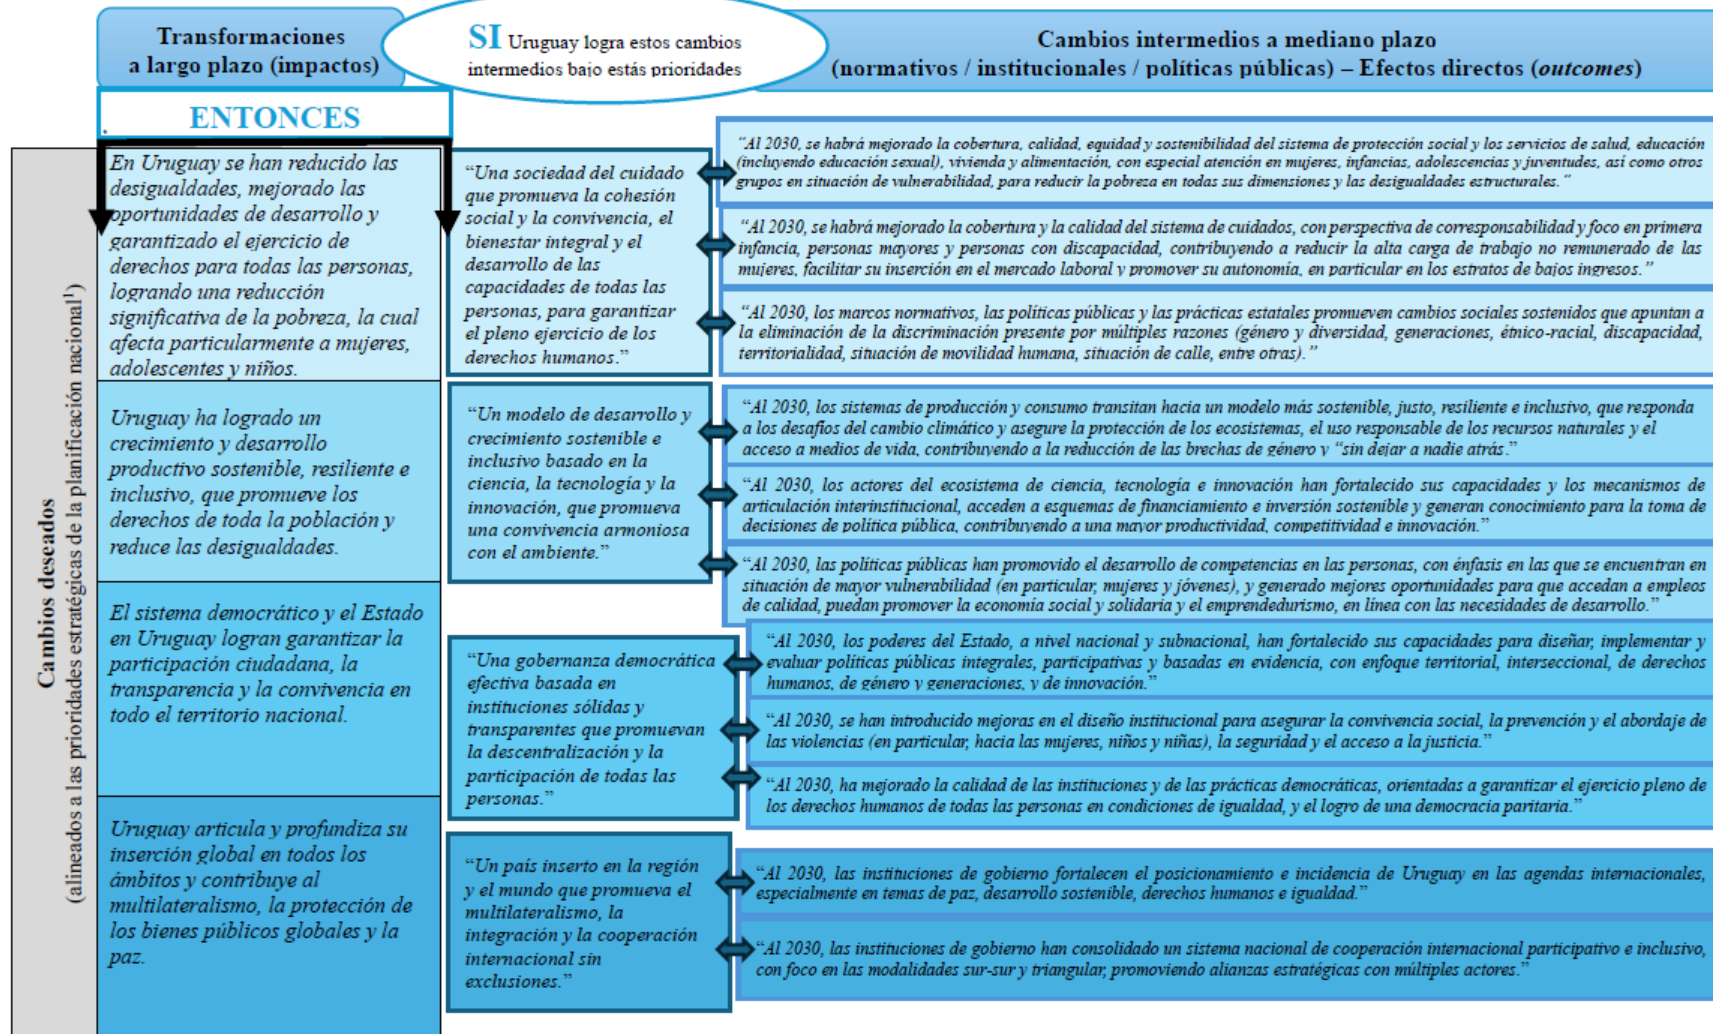 Transformaciones
a largo plazo (impactos)
SI Uruguay logra estos cambios
intermedios bajo estás prioridades
Cambios intermedios a mediano plazo
(normativos / institucionales / políticas públicas) – Efectos directos (outcomes)
ENTONCES
Cambios deseados
(alineados a las prioridades estratégicas de la planificación nacional¹)
En Uruguay se han reducido las
desigualdades, mejorado las
oportunidades de desarrollo y
garantizado el ejercicio de
derechos para todas las personas,
logrando una reducción
significativa de la pobreza, la cual
afecta particularmente a mujeres,
adolescentes y niños.
“Una sociedad del cuidado
que promueva la cohesión
social y la convivencia, el
bienestar integral y el
desarrollo de las
capacidades de todas las
personas, para garantizar
el pleno ejercicio de los
derechos humanos.”
“Al 2030, se habrá mejorado la cobertura, calidad, equidad y sostenibilidad del sistema de protección social y los servicios de salud, educación
(incluyendo educación sexual), vivienda y alimentación, con especial atención en mujeres, infancias, adolescencias y juventudes, así como otros
grupos en situación de vulnerabilidad, para reducir la pobreza en todas sus dimensiones y las desigualdades estructurales.”
“Al 2030, se habrá mejorado la cobertura y la calidad del sistema de cuidados, con perspectiva de corresponsabilidad y foco en primera
infancia, personas mayores y personas con discapacidad, contribuyendo a reducir la alta carga de trabajo no remunerado de las
mujeres, facilitar su inserción en el mercado laboral y promover su autonomía, en particular en los estratos de bajos ingresos.”
“Al 2030, los marcos normativos, las políticas públicas y las prácticas estatales promueven cambios sociales sostenidos que apuntan a
la eliminación de la discriminación presente por múltiples razones (género y diversidad, generaciones, étnico-racial, discapacidad,
territorialidad, situación de movilidad humana, situación de calle, entre otras).”
Uruguay ha logrado un
crecimiento y desarrollo
productivo sostenible, resiliente e
inclusivo, que promueve los
derechos de toda la población y
reduce las desigualdades.
“Un modelo de desarrollo y
crecimiento sostenible e
inclusivo basado en la
ciencia, la tecnología y la
innovación, que promueva
una convivencia armoniosa
con el ambiente.”
“Al 2030, los sistemas de producción y consumo transitan hacia un modelo más sostenible, justo, resiliente e inclusivo, que responda
a los desafíos del cambio climático y asegure la protección de los ecosistemas, el uso responsable de los recursos naturales y el
acceso a medios de vida, contribuyendo a la reducción de las brechas de género y “sin dejar a nadie atrás.”
“Al 2030, los actores del ecosistema de ciencia, tecnología e innovación han fortalecido sus capacidades y los mecanismos de
articulación interinstitucional, acceden a esquemas de financiamiento e inversión sostenible y generan conocimiento para la toma de
decisiones de política pública, contribuyendo a una mayor productividad, competitividad e innovación.”
“Al 2030, las políticas públicas han promovido el desarrollo de competencias en las personas, con énfasis en las que se encuentran en
situación de mayor vulnerabilidad (en particular, mujeres y jóvenes), y generado mejores oportunidades para que accedan a empleos
de calidad, puedan promover la economía social y solidaria y el emprendedurismo, en línea con las necesidades de desarrollo.”
El sistema democrático y el Estado
en Uruguay logran garantizar la
participación ciudadana, la
transparencia y la convivencia en
todo el territorio nacional.
“Una gobernanza democrática
efectiva basada en
instituciones sólidas y
transparentes que promuevan
la descentralización y la
participación de todas las
personas.”
“Al 2030, los poderes del Estado, a nivel nacional y subnacional, han fortalecido sus capacidades para diseñar, implementar y
evaluar políticas públicas integrales, participativas y basadas en evidencia, con enfoque territorial, interseccional, de derechos
humanos, de género y generaciones, y de innovación.”
“Al 2030, se han introducido mejoras en el diseño institucional para asegurar la convivencia social, la prevención y el abordaje de
las violencias (en particular, hacia las mujeres, niños y niñas), la seguridad y el acceso a la justicia.”
“Al 2030, ha mejorado la calidad de las instituciones y de las prácticas democráticas, orientadas a garantizar el ejercicio pleno de
los derechos humanos de todas las personas en condiciones de igualdad, y el logro de una democracia paritaria.”
Uruguay articula y profundiza su
inserción global en todos los
ámbitos y contribuye al
multilateralismo, la protección de
los bienes públicos globales y la
paz.
“Un país inserto en la región
y el mundo que promueva el
multilateralismo, la
integración y la cooperación
internacional sin
exclusiones.”
“Al 2030, las instituciones de gobierno fortalecen el posicionamiento e incidencia de Uruguay en las agendas internacionales,
especialmente en temas de paz, desarrollo sostenible, derechos humanos e igualdad.”
“Al 2030, las instituciones de gobierno han consolidado un sistema nacional de cooperación internacional participativo e inclusivo,
con foco en las modalidades sur-sur y triangular, promoviendo alianzas estratégicas con múltiples actores.”